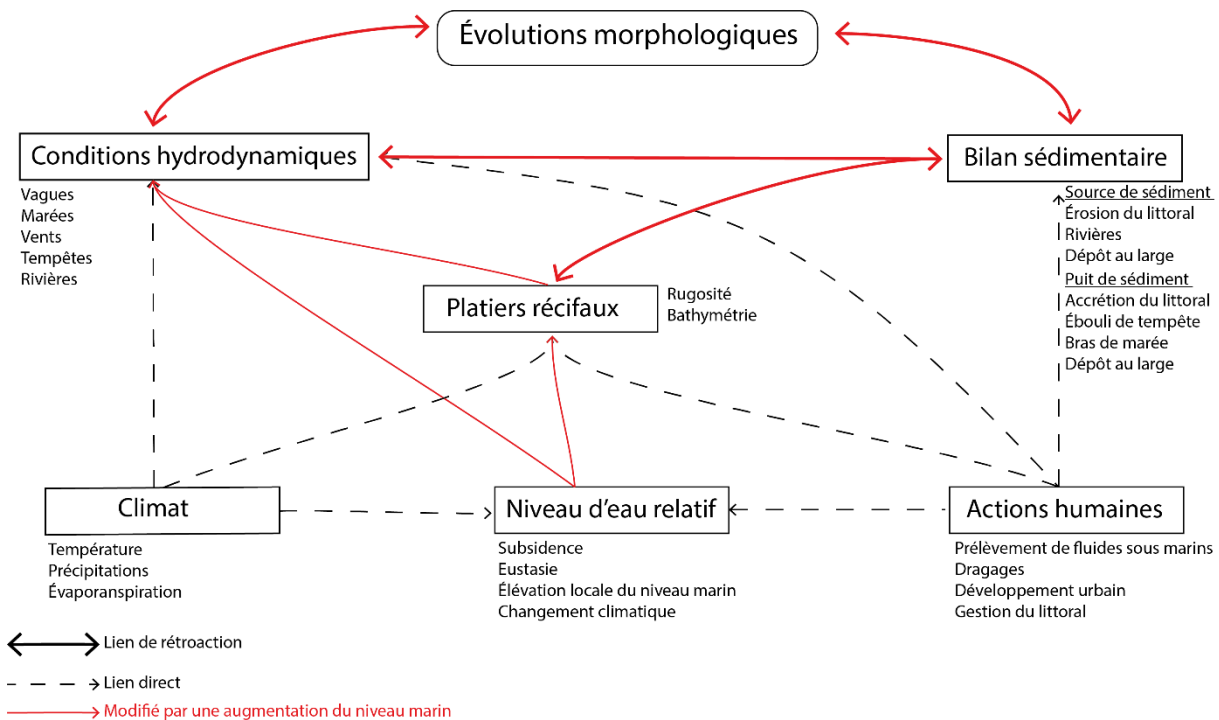 Évolutions morphologiques
Conditions hydrodynamiques
Vagues
Marées
Vents
Tempêtes
Rivières
Bilan sédimentaire
Source de sédiment
Érosion du littoral
Rivières
Dépôt au large
Puit de sédiment
Accrétion du littoral
Ébouli de tempête
Bras de marée
Dépôt au large
Platiers récifaux
Rugosité
Bathymétrie
Climat
Température
Précipitations
Évaporanspiration
Niveau d'eau relatif
Subsidence
Eustasie
Élévation locale du niveau marin
Changement climatique
Actions humaines
Prélèvement de fluides sous marins
Dragages
Développement urbain
Gestion du littoral
Lien de rétroaction
Lien direct
Modifié par une augmentation du niveau marin